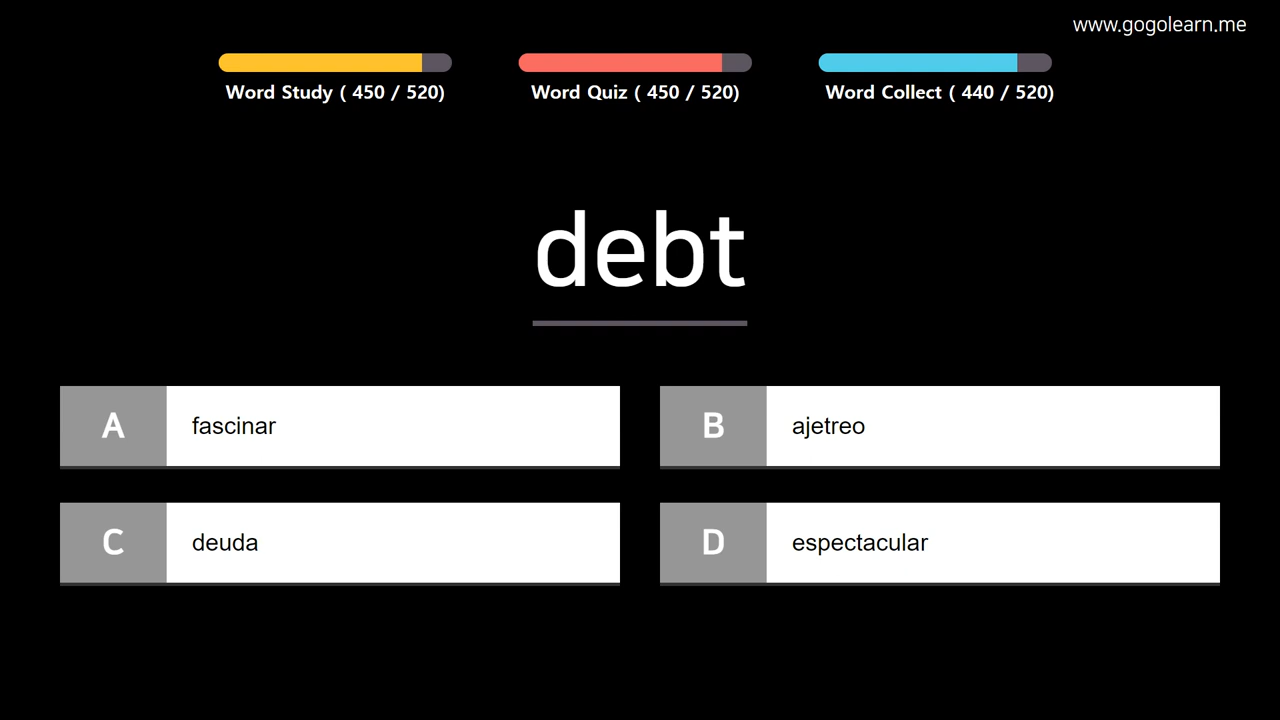 www.gogolearn.me
Word Study ( 450 / 520)
Word Quiz ( 450 / 520)
Word Collect ( 440 / 520)
debt
A fascinar
B ajetreo
C deuda
D espectacular